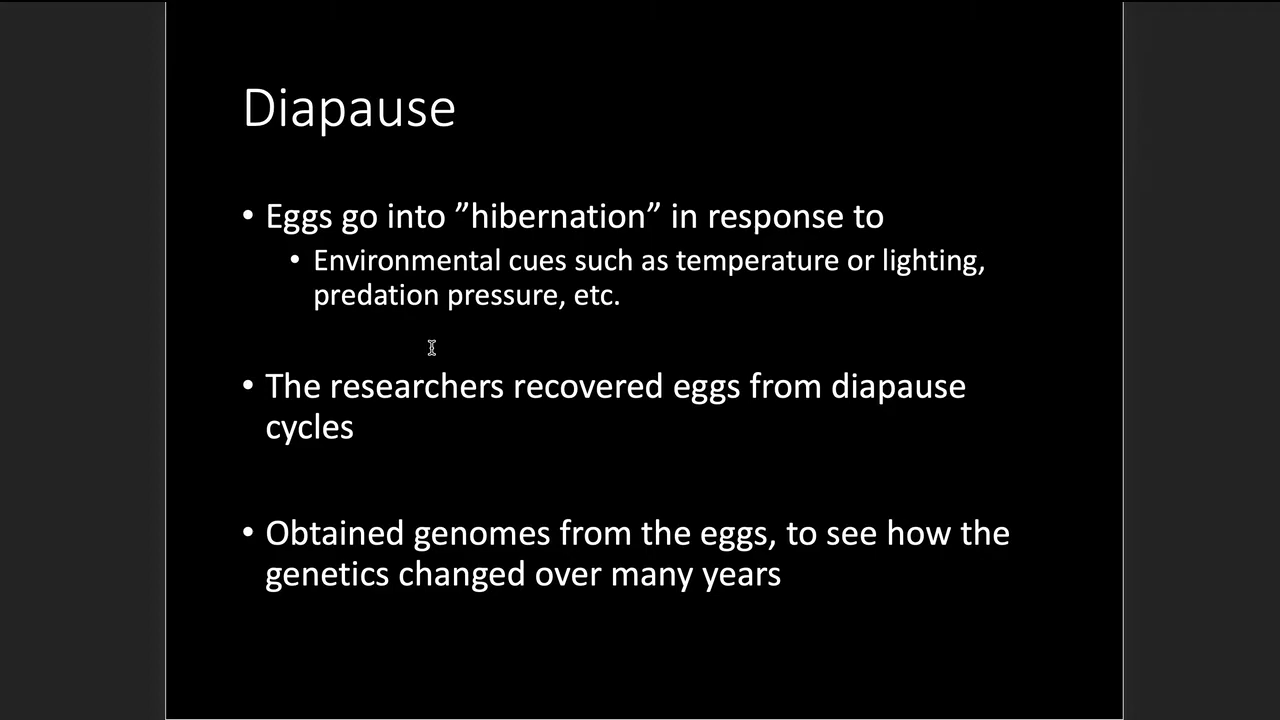 Diapause
• Eggs go into ”hibernation” in response to
• Environmental cues such as temperature or lighting,
predation pressure, etc.
• The researchers recovered eggs from diapause
cycles
• Obtained genomes from the eggs, to see how the
genetics changed over many years